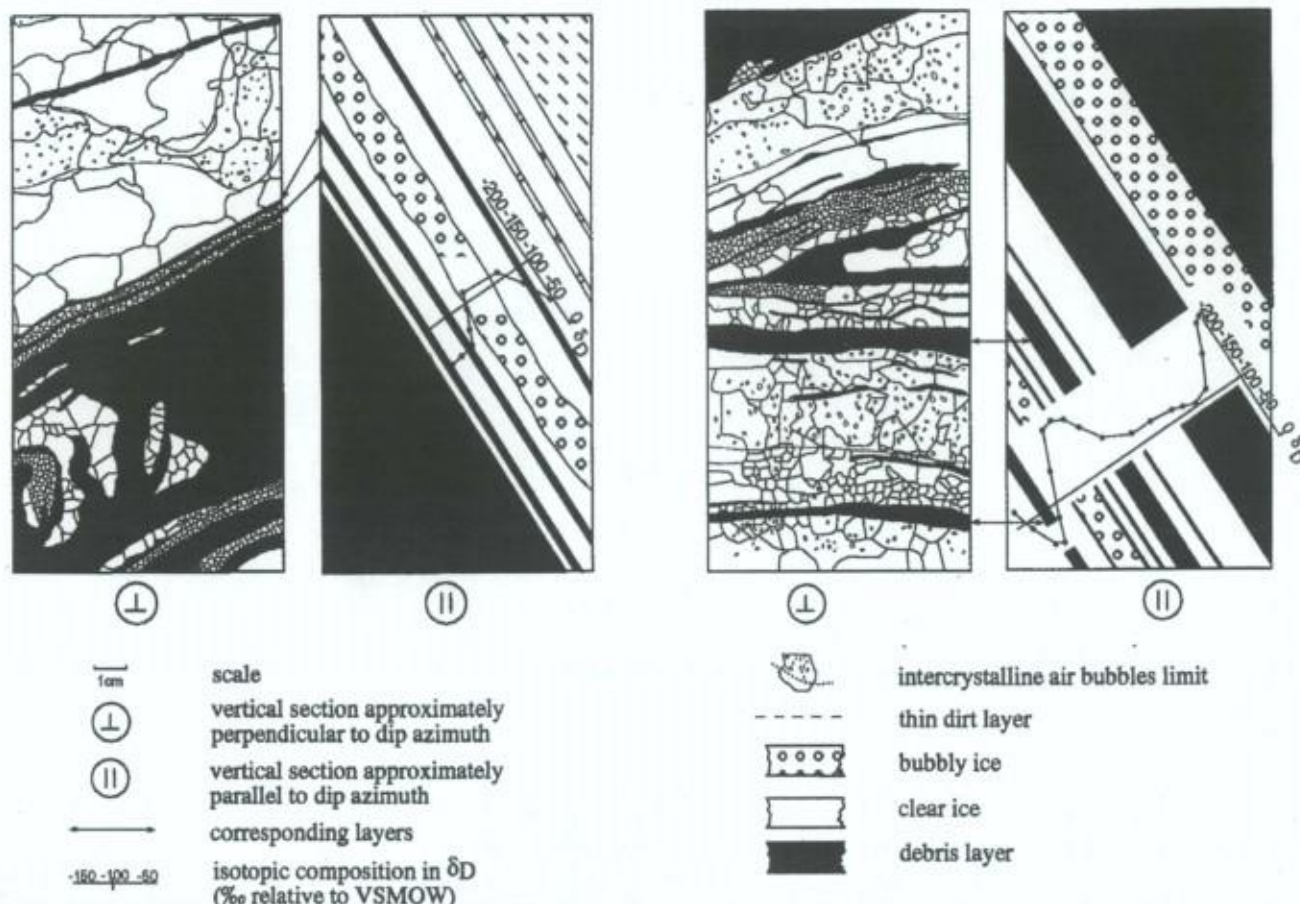 -200-150-100-50 0 δD
-200-150-100-50 0 δD
⊥
||
⊥
||
1cm
scale
⊥
vertical section approximately
perpendicular to dip azimuth
||
vertical section approximately
parallel to dip azimuth
corresponding layers
-150-100-50
isotopic composition in δD
(‰ relative to VSMOW)
intercrystalline air bubbles limit
thin dirt layer
bubbly ice
clear ice
debris layer